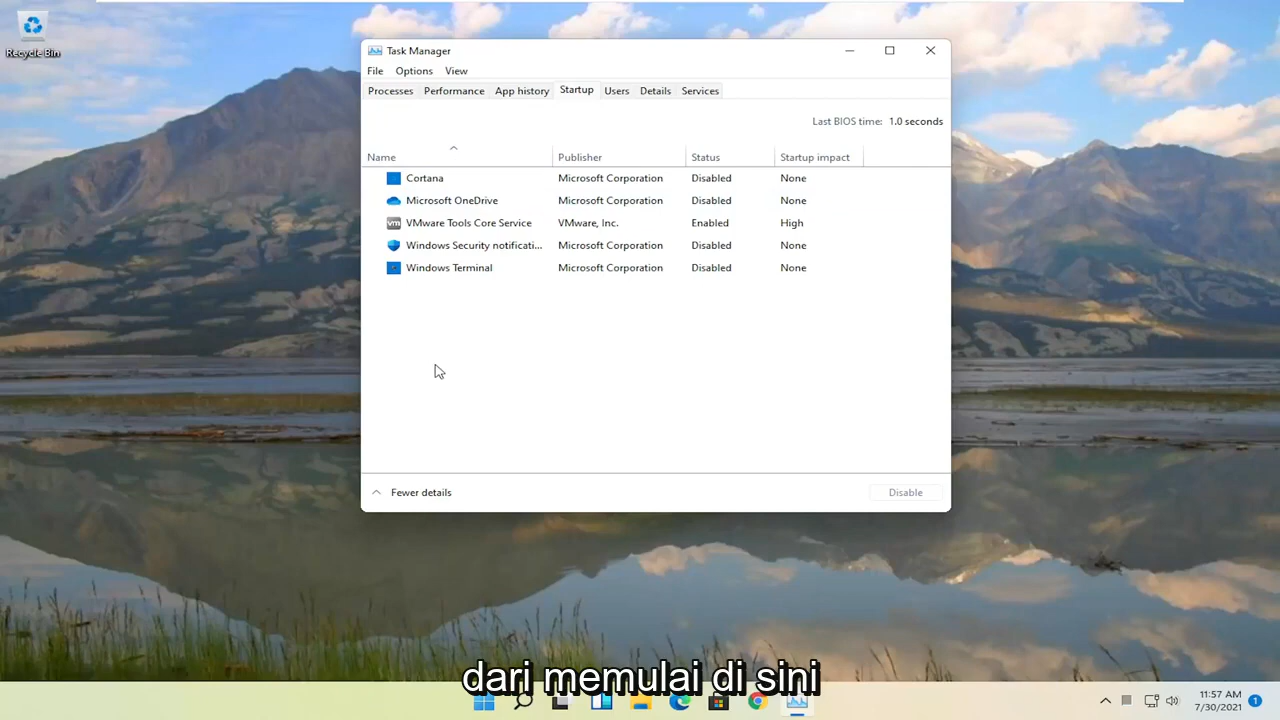 Recycle Bin
Task Manager
File Options View
Processes Performance App history Startup Users Details Services
Last BIOS time: 1.0 seconds
Name Publisher Status Startup impact
Cortana Microsoft Corporation Disabled None
Microsoft OneDrive Microsoft Corporation Disabled None
vm VMware Tools Core Service VMware, Inc. Enabled High
Windows Security notificati... Microsoft Corporation Disabled None
Windows Terminal Microsoft Corporation Disabled None
Fewer details Disable
dari memulai di sini
11:57 AM
7/30/2021
1